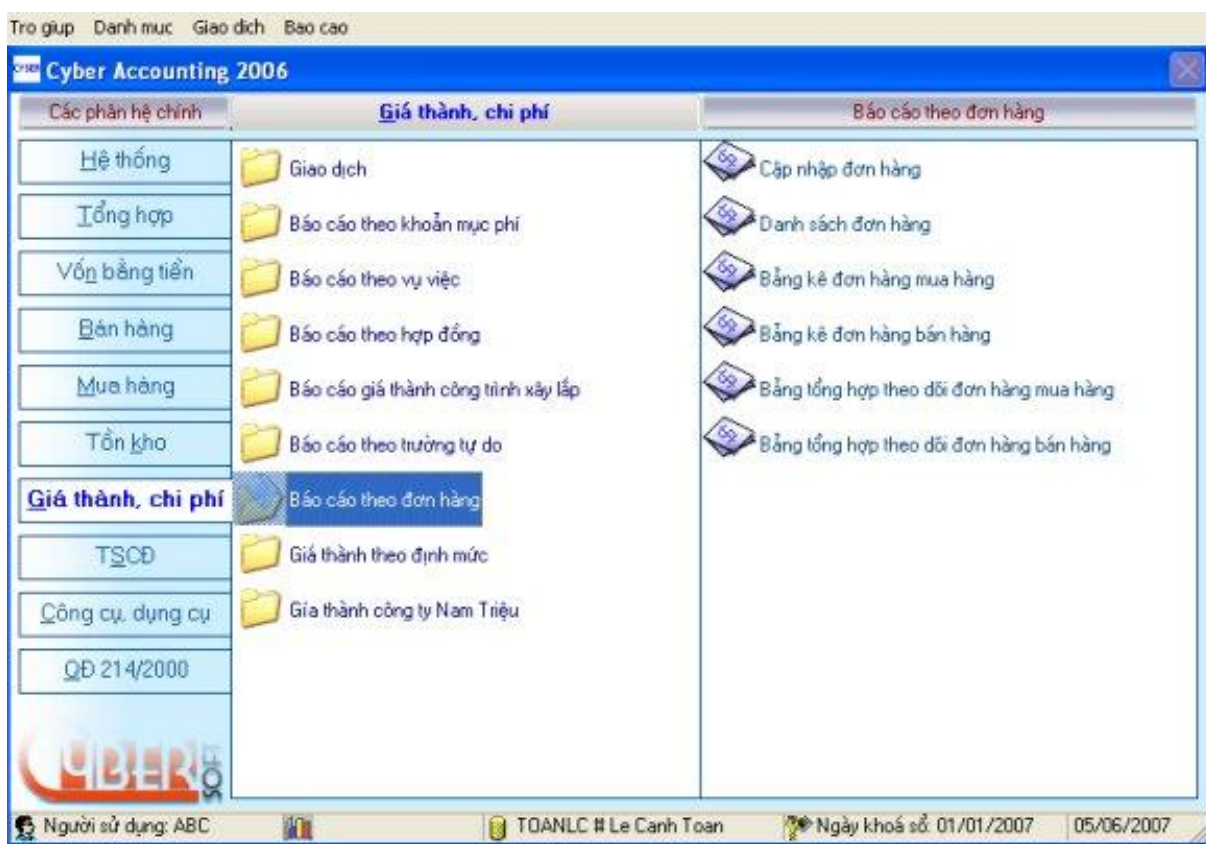 Tro giup Danh muc Giao dich Bao cao
Cyber Accounting 2006
Các phân hệ chính
Giá thành, chi phí
Báo cáo theo đơn hàng
Hệ thống
Tổng hợp
Vốn bằng tiền
Bán hàng
Mua hàng
Tồn kho
Giá thành, chi phí
TSCĐ
Công cụ, dụng cụ
QĐ 214/2000
CYBER SOFT
Giao dịch
Báo cáo theo khoản mục phí
Báo cáo theo vụ việc
Báo cáo theo hợp đồng
Báo cáo giá thành công trình xây lắp
Báo cáo theo trường tự do
Báo cáo theo đơn hàng
Giá thành theo định mức
Gía thành công ty Nam Triệu
Cập nhập đơn hàng
Danh sách đơn hàng
Bảng kê đơn hàng mua hàng
Bảng kê đơn hàng bán hàng
Bảng tổng hợp theo dõi đơn hàng mua hàng
Bảng tổng hợp theo dõi đơn hàng bán hàng
Người sử dụng: ABC
TOANLC # Le Canh Toan
Ngày khoá sổ: 01/01/2007
05/06/2007